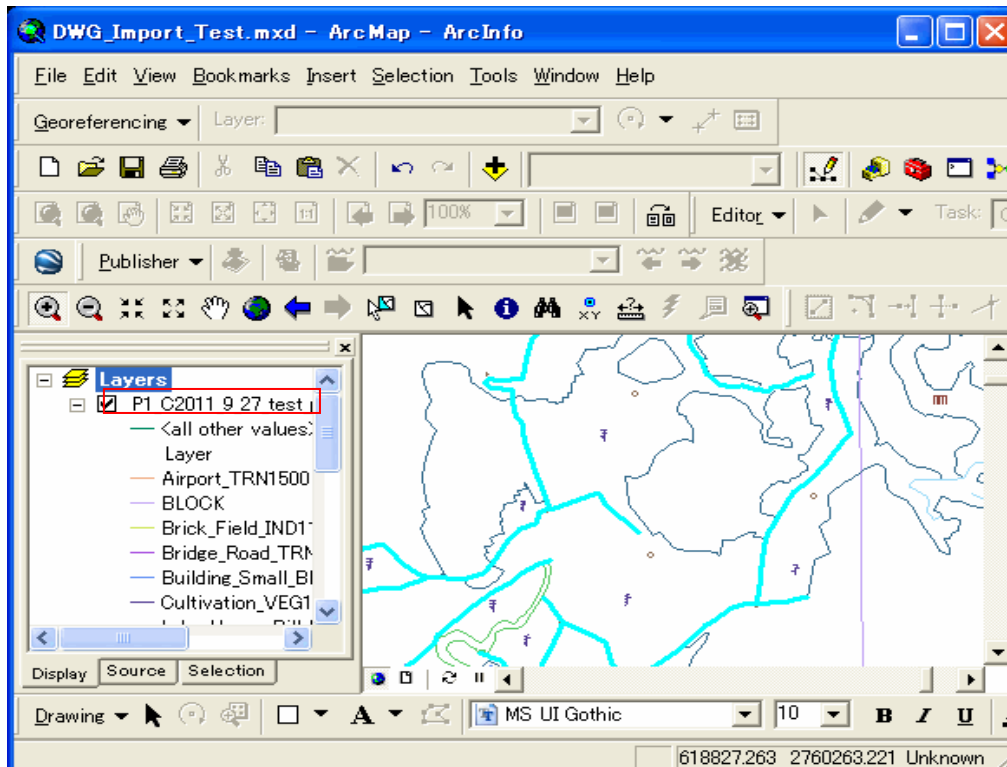 DWG_Import_Test.mxd - ArcMap - ArcInfo
File Edit View Bookmarks Insert Selection Tools Window Help
Georeferencing Layer:
100% Editor Task:
Publisher
Layers
P1 C2011 9 27 test
<all other values>
Layer
Airport_TRN1500
BLOCK
Brick_Field_IND1
Bridge_Road_TRN
Building_Small_Bl
Cultivation_VEG1
Display Source Selection
Drawing A MS UI Gothic 10 B I U
618827.263 2760263.221 Unknown